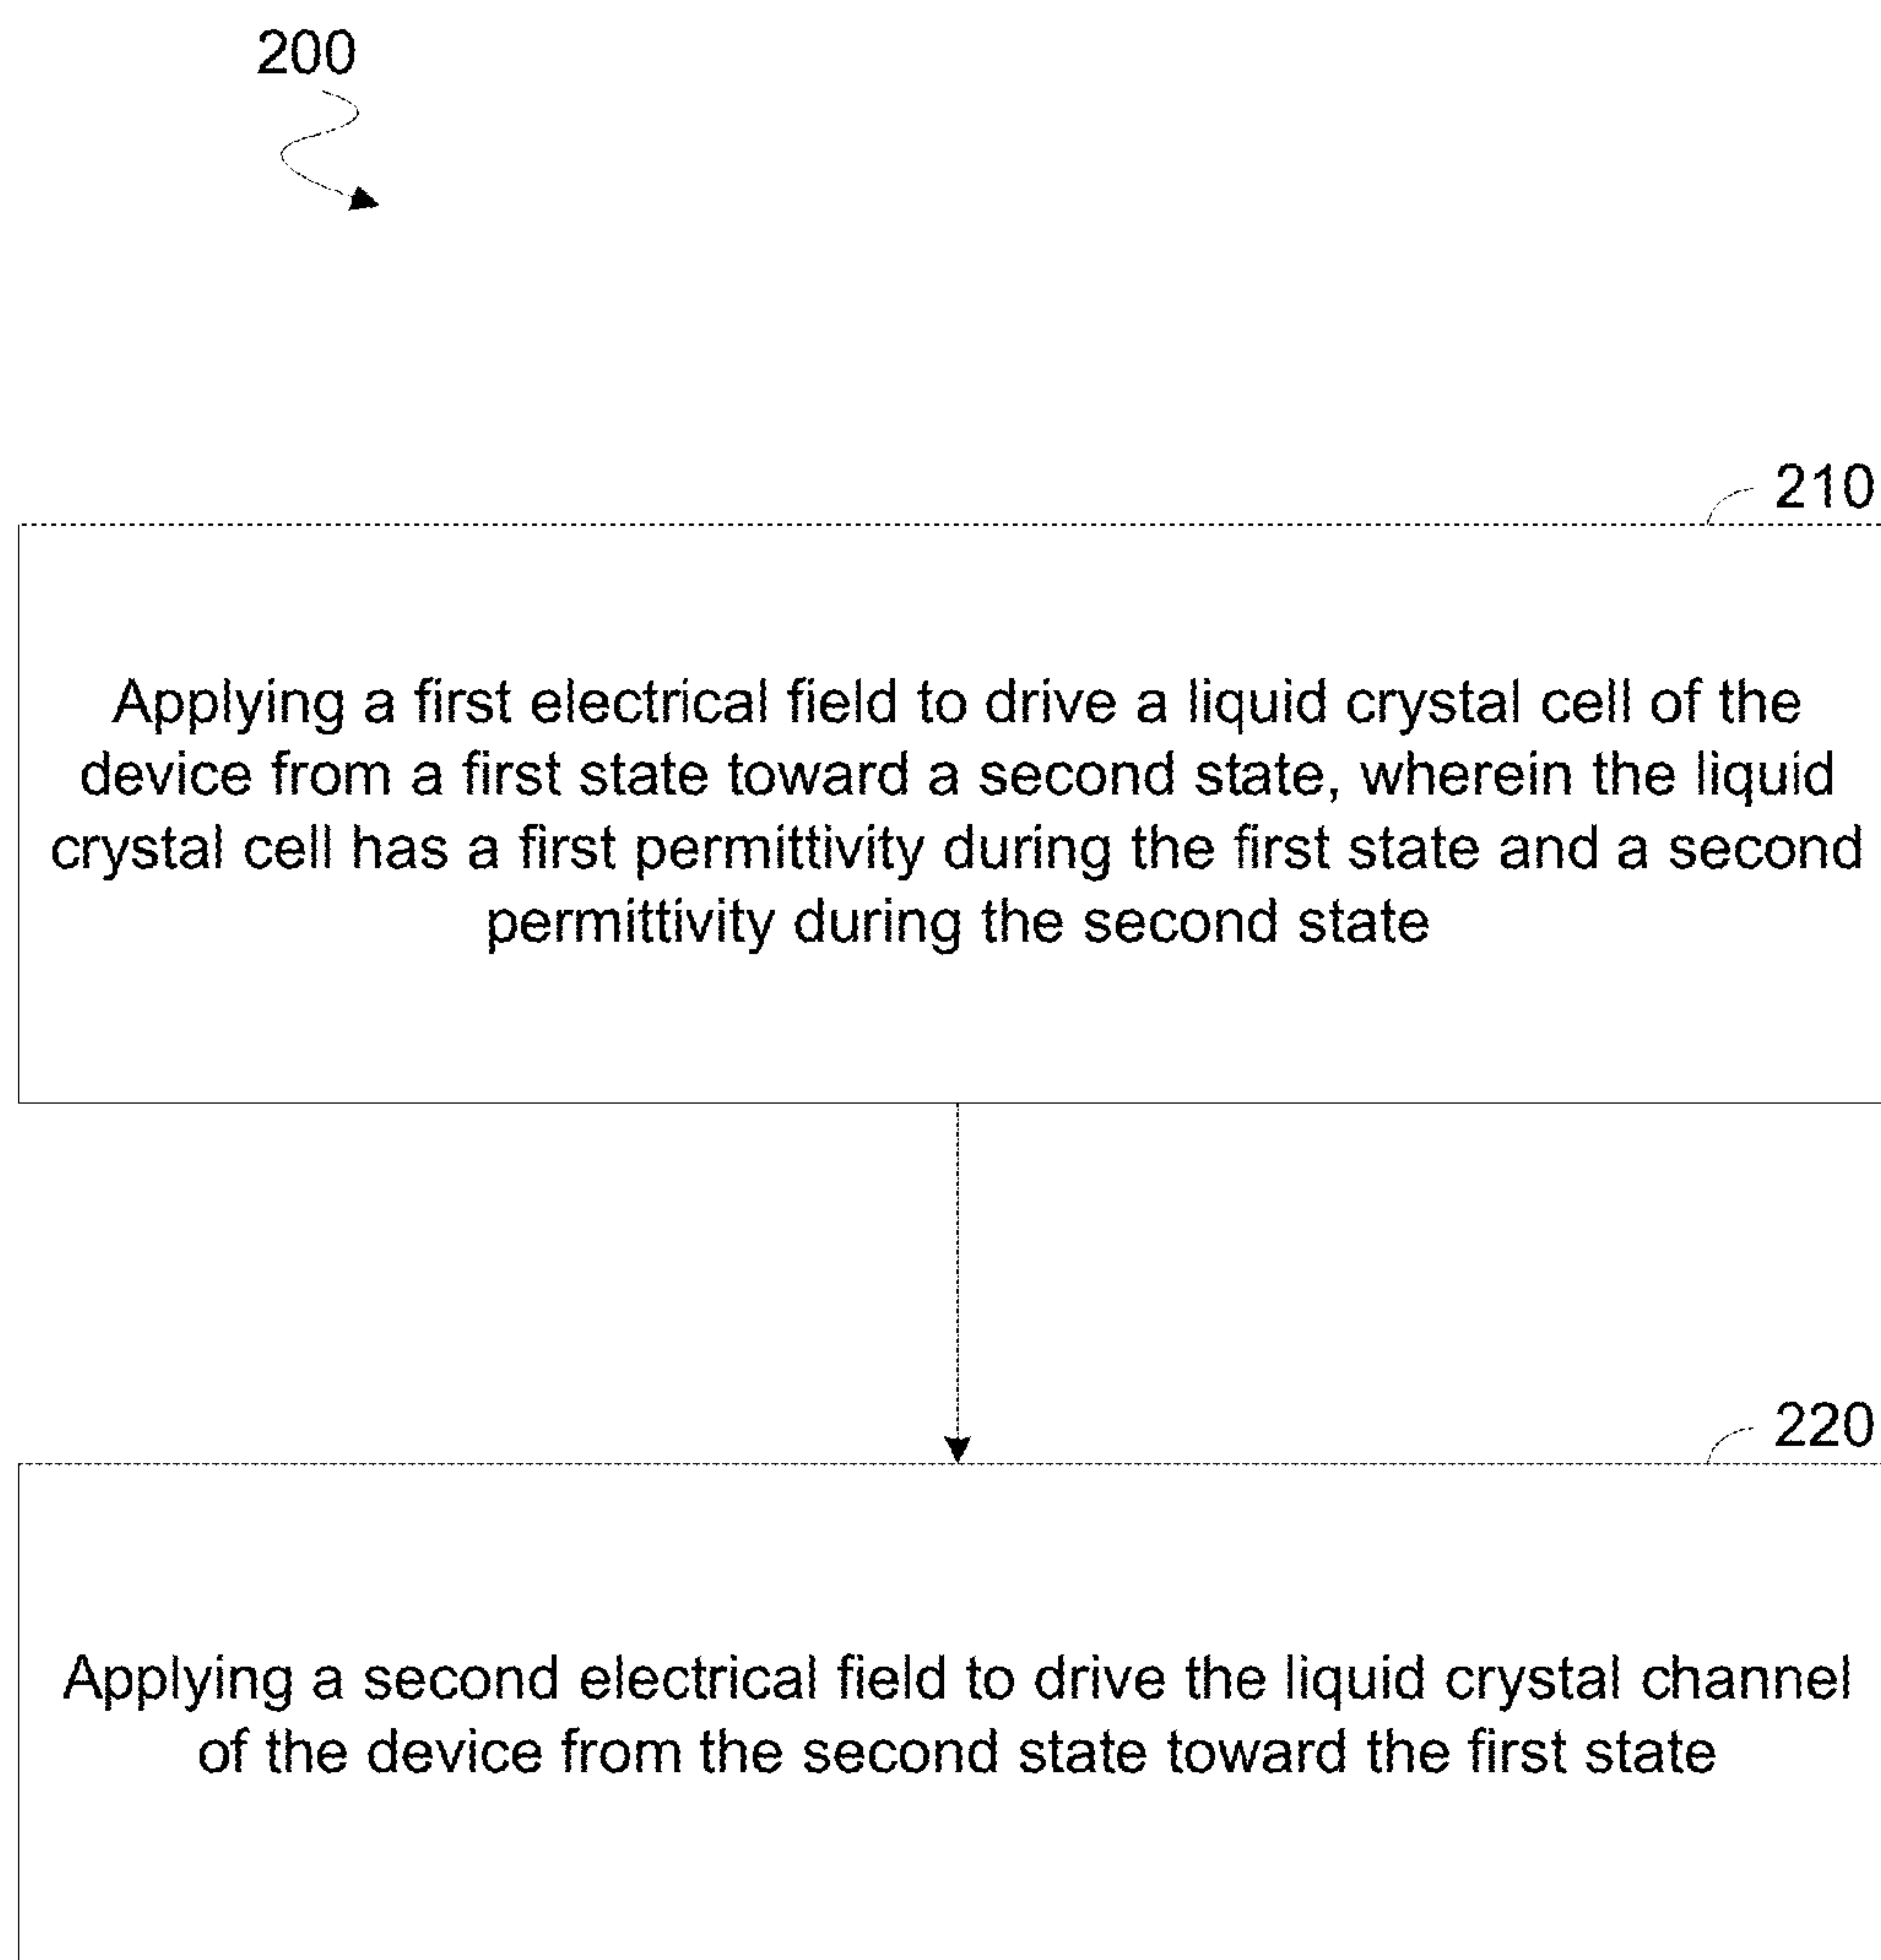 200
210
Applying a first electrical field to drive a liquid crystal cell of the
device from a first state toward a second state, wherein the liquid
crystal cell has a first permittivity during the first state and a second
permittivity during the second state
220
Applying a second electrical field to drive the liquid crystal channel
of the device from the second state toward the first state